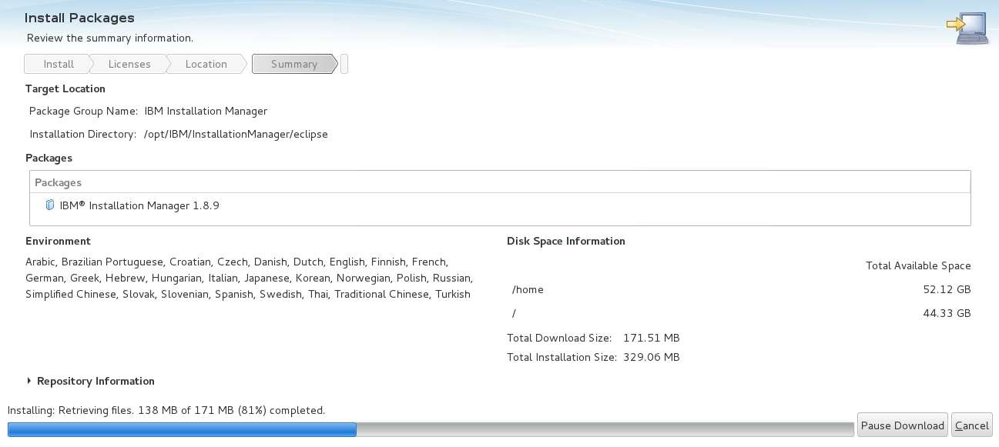 Install Packages
Review the summary information.
Install Licenses Location Summary
Target Location
Package Group Name: IBM Installation Manager
Installation Directory: /opt/IBM/InstallationManager/eclipse
Packages
Packages
IBM® Installation Manager 1.8.9
Environment
Arabic, Brazilian Portuguese, Croatian, Czech, Danish, Dutch, English, Finnish, French,
German, Greek, Hebrew, Hungarian, Italian, Japanese, Korean, Norwegian, Polish, Russian,
Simplified Chinese, Slovak, Slovenian, Spanish, Swedish, Thai, Traditional Chinese, Turkish
Disk Space Information
Total Available Space
/home 52.12 GB
/ 44.33 GB
Total Download Size: 171.51 MB
Total Installation Size: 329.06 MB
Repository Information
Installing: Retrieving files. 138 MB of 171 MB (81%) completed.
Pause Download Cancel